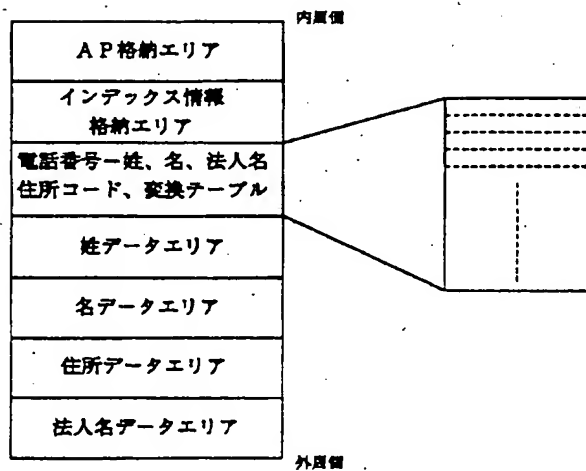 内周側
AP格納エリア
インデックス情報
格納エリア
電話番号ー姓、名、法人名
住所コード、変換テーブル
姓データエリア
名データエリア
住所データエリア
法人名データエリア
外周側